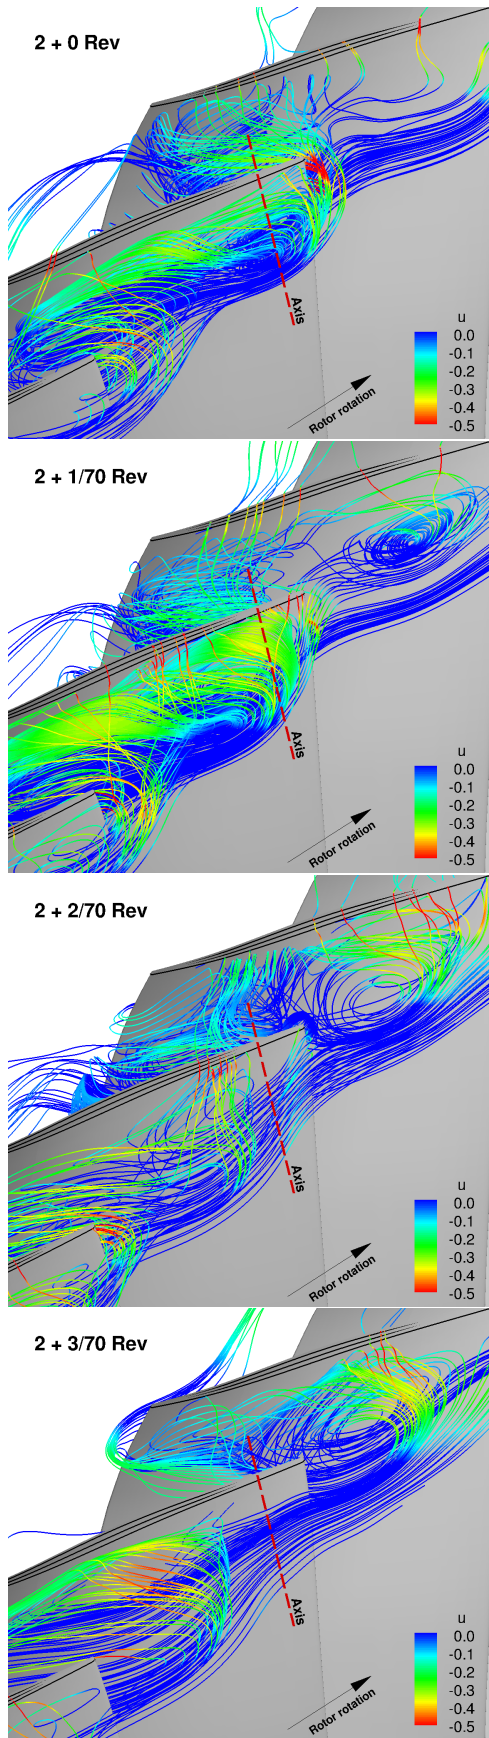 2 + 0 Rev
Axis
u
0.0
-0.1
-0.2
-0.3
-0.4
-0.5
Rotor rotation
2 + 1/70 Rev
Axis
u
0.0
-0.1
-0.2
-0.3
-0.4
-0.5
Rotor rotation
2 + 2/70 Rev
Axis
u
0.0
-0.1
-0.2
-0.3
-0.4
-0.5
Rotor rotation
2 + 3/70 Rev
Axis
u
0.0
-0.1
-0.2
-0.3
-0.4
-0.5
Rotor rotation